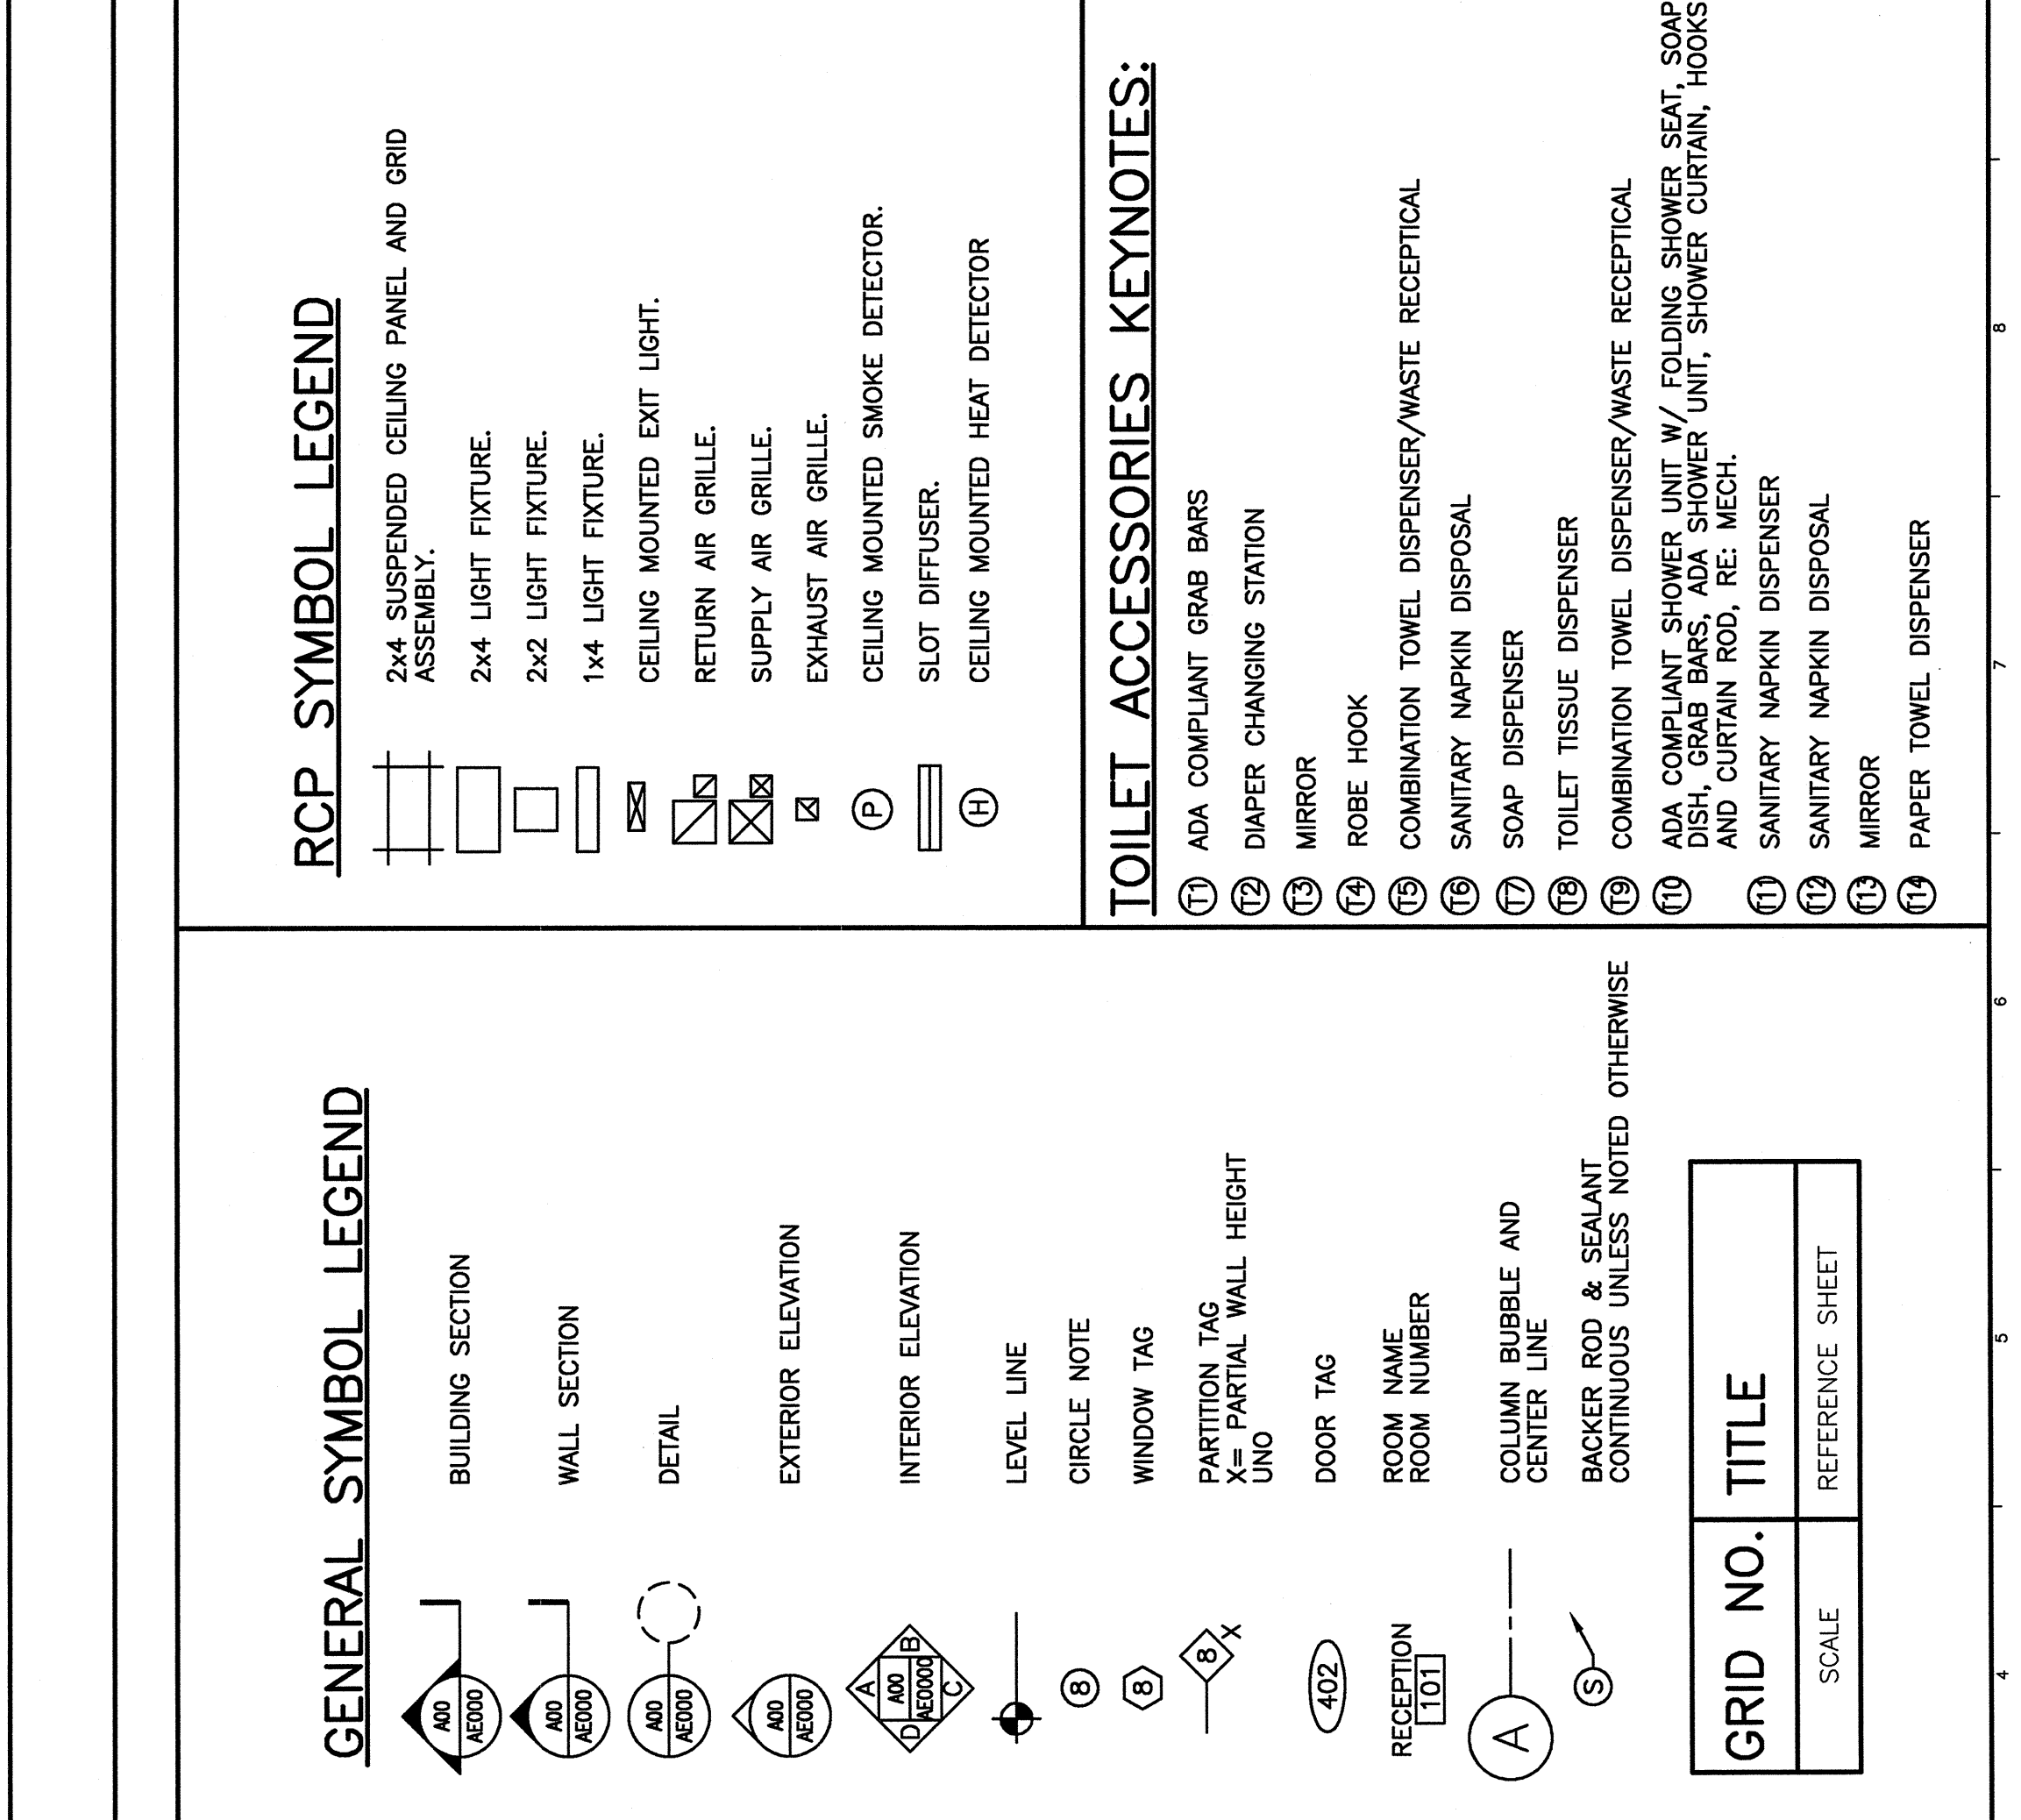 GENERAL SYMBOL LEGEND
A00
AE000
BUILDING SECTION
A00
AE000
WALL SECTION
A00
AE000
DETAIL
A00
AE000
EXTERIOR ELEVATION
A
B
A00
AE0000
D
C
INTERIOR ELEVATION
LEVEL LINE
8
CIRCLE NOTE
8
WINDOW TAG
8
X
PARTITION TAG
X= PARTIAL WALL HEIGHT
UNO
402
DOOR TAG
RECEPTION
101
ROOM NAME
ROOM NUMBER
A
COLUMN BUBBLE AND
CENTER LINE
S
BACKER ROD & SEALANT
CONTINUOUS UNLESS NOTED OTHERWISE
GRID NO. TITLE
SCALE REFERENCE SHEET
RCP SYMBOL LEGEND
2x4 SUSPENDED CEILING PANEL AND GRID
ASSEMBLY.
2x4 LIGHT FIXTURE.
2x2 LIGHT FIXTURE.
1x4 LIGHT FIXTURE.
CEILING MOUNTED EXIT LIGHT.
RETURN AIR GRILLE.
SUPPLY AIR GRILLE.
EXHAUST AIR GRILLE.
P CEILING MOUNTED SMOKE DETECTOR.
SLOT DIFFUSER.
H CEILING MOUNTED HEAT DETECTOR
TOILET ACCESSORIES KEYNOTES:
T1 ADA COMPLIANT GRAB BARS
T2 DIAPER CHANGING STATION
T3 MIRROR
T4 ROBE HOOK
T5 COMBINATION TOWEL DISPENSER/WASTE RECEPTICAL
T6 SANITARY NAPKIN DISPOSAL
T7 SOAP DISPENSER
T8 TOILET TISSUE DISPENSER
T9 COMBINATION TOWEL DISPENSER/WASTE RECEPTICAL
T10 ADA COMPLIANT SHOWER UNIT W/ FOLDING SHOWER SEAT, SOAP
DISH, GRAB BARS, ADA SHOWER UNIT, SHOWER CURTAIN, HOOKS
AND CURTAIN ROD, RE: MECH.
T11 SANITARY NAPKIN DISPENSER
T12 SANITARY NAPKIN DISPOSAL
T13 MIRROR
T14 PAPER TOWEL DISPENSER
4 5 6 7 8